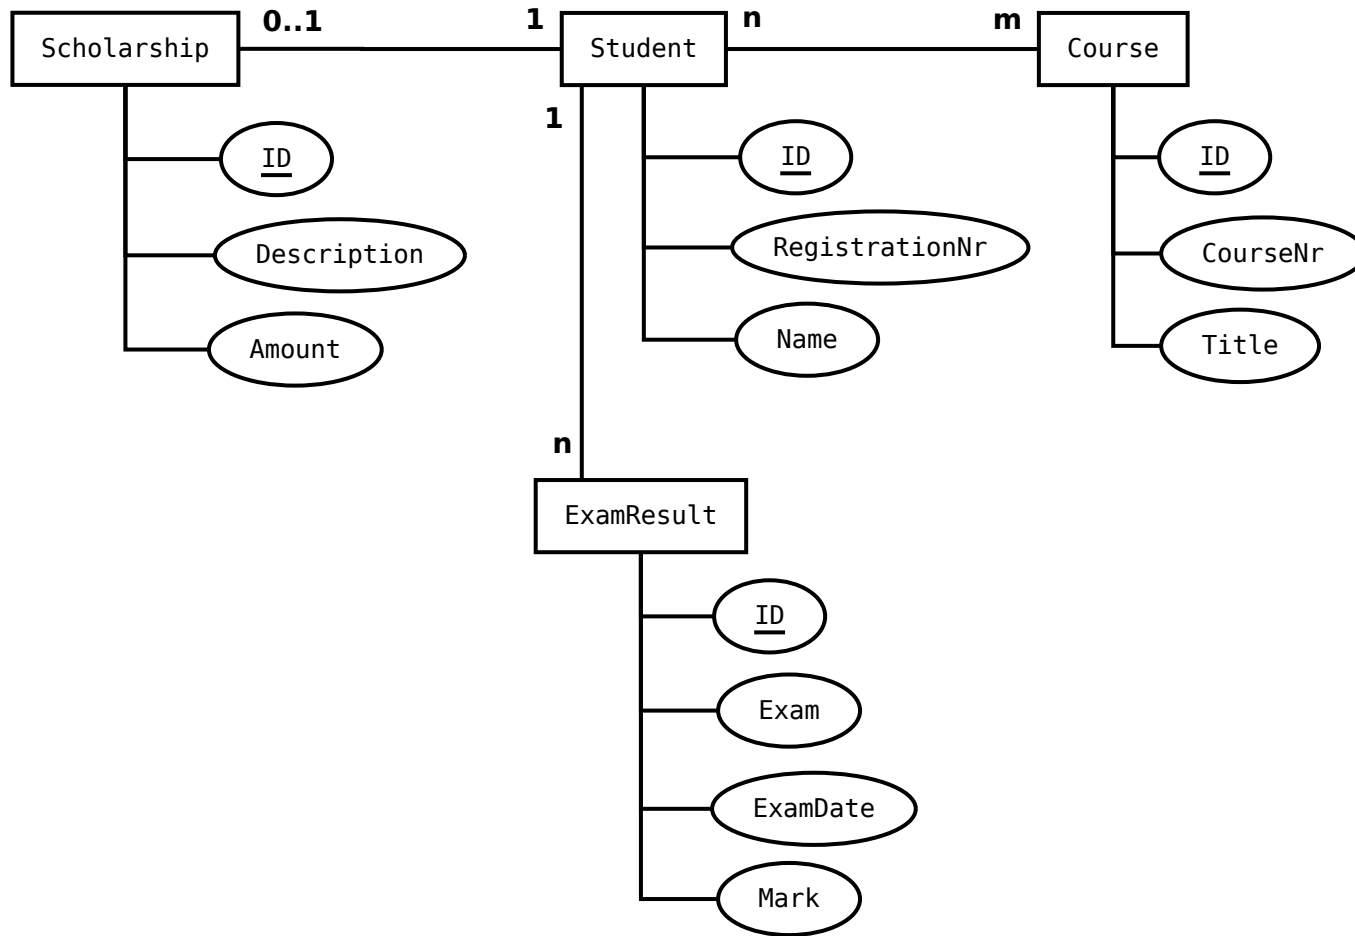 0..1 1 n m
Scholarship Student Course
1
ID ID ID
Description RegistrationNr CourseNr
Amount Name Title
n
ExamResult
ID
Exam
ExamDate
Mark